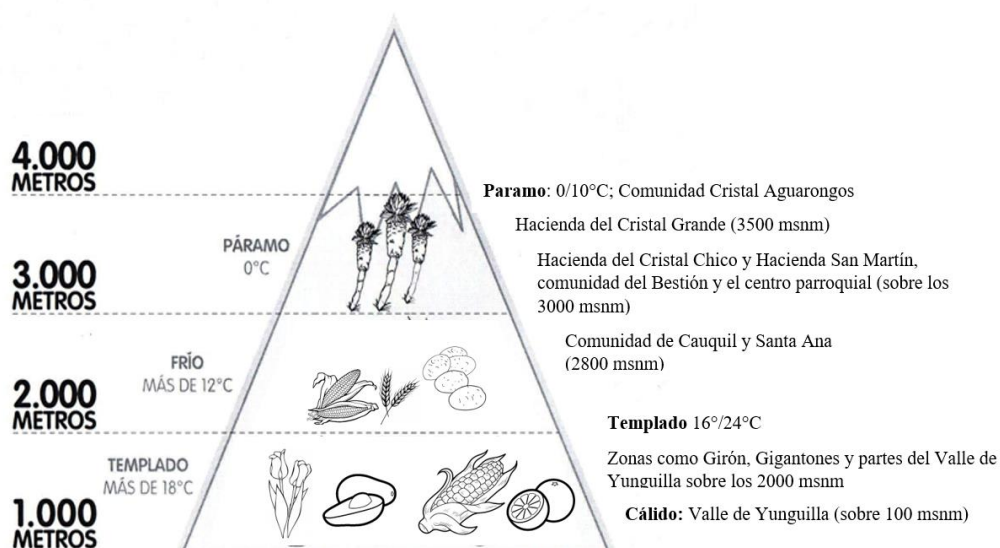 4.000
METROS
Paramo: 0/10°C; Comunidad Cristal Aguarongos
Hacienda del Cristal Grande (3500 msnm)
PÁRAMO
0°C
3.000
METROS
Hacienda del Cristal Chico y Hacienda San Martín,
comunidad del Bestión y el centro parroquial (sobre los
3000 msnm)
Comunidad de Cauquil y Santa Ana
(2800 msnm)
FRÍO
MÁS DE 12°C
2.000
METROS
Templado 16°/24°C
Zonas como Girón, Gigantones y partes del Valle de
Yunguilla sobre los 2000 msnm
TEMPLADO
MÁS DE 18°C
1.000
METROS
Cálido: Valle de Yunguilla (sobre 100 msnm)